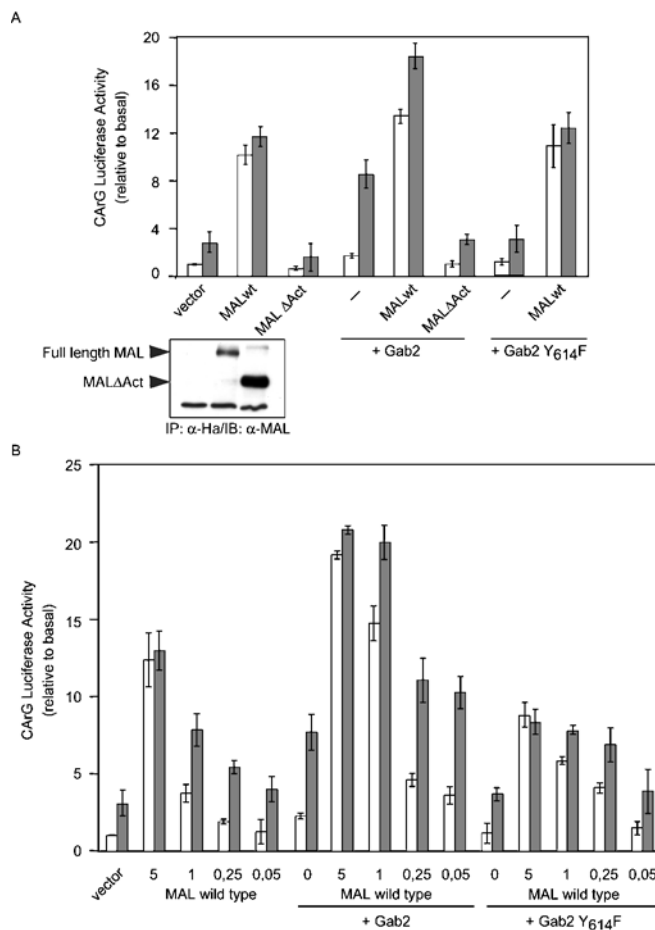 A
CArG Luciferase Activity
(relative to basal)
20
16
12
8
4
0
vector
MALwt
MAL ΔAct
–
MALwt
MALΔAct
–
MALwt
+ Gab2
+ Gab2 Y614F
Full length MAL
MALΔAct
IP: α-Ha/IB: α-MAL
B
CArG Luciferase Activity
(relative to basal)
25
20
15
10
5
0
vector
5 1 0,25 0,05
0 5 1 0,25 0,05
0 5 1 0,25 0,05
MAL wild type
MAL wild type
MAL wild type
+ Gab2
+ Gab2 Y614F